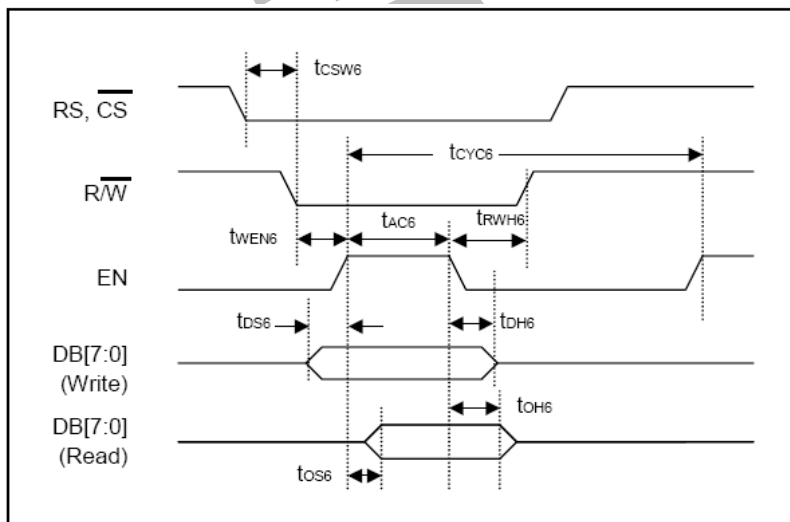 tCSW6
RS, C̅S̅
tCYC6
R/W̅
tAC6
tRWH6
tWEN6
EN
tDS6
tDH6
DB[7:0]
(Write)
tOH6
DB[7:0]
(Read)
tOS6